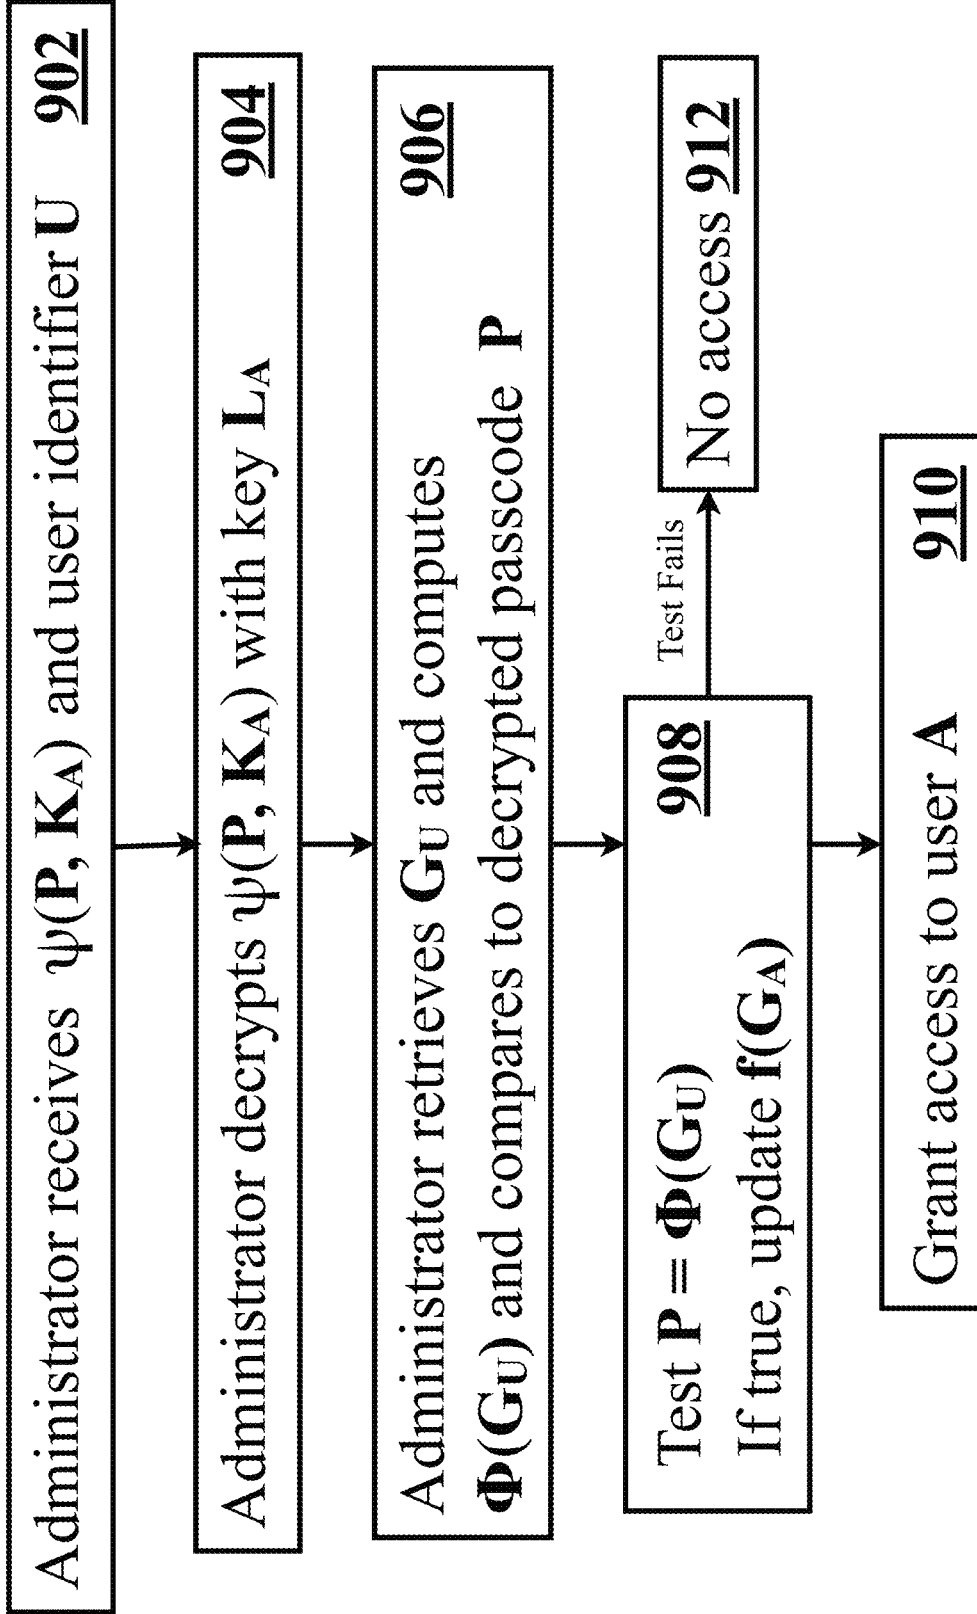 Administrator receives ψ(P, KA) and user identifier U 902
Administrator decrypts ψ(P, KA) with key LA 904
Administrator retrieves GU and computes 906
Φ(GU) and compares to decrypted passcode P
Test P = Φ(GU) 908
If true, update f(GA)
Test Fails
No access 912
Grant access to user A 910